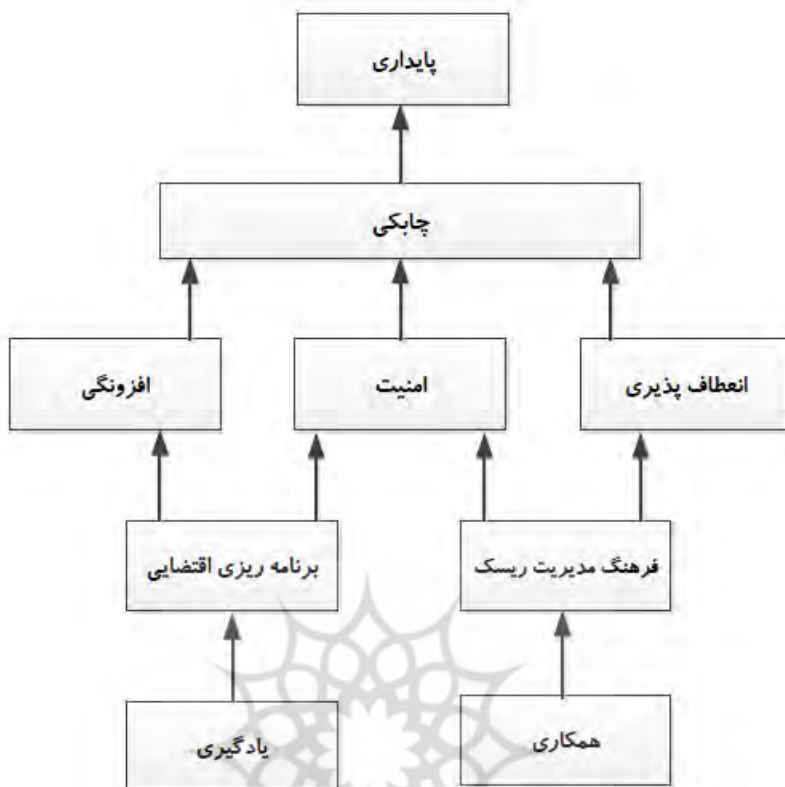 پایداری
چابکی
انعطاف پذیری
امنیت
افزونگی
فرهنگ مدیریت ریسک
برنامه ریزی اقتضایی
همکاری
یادگیری